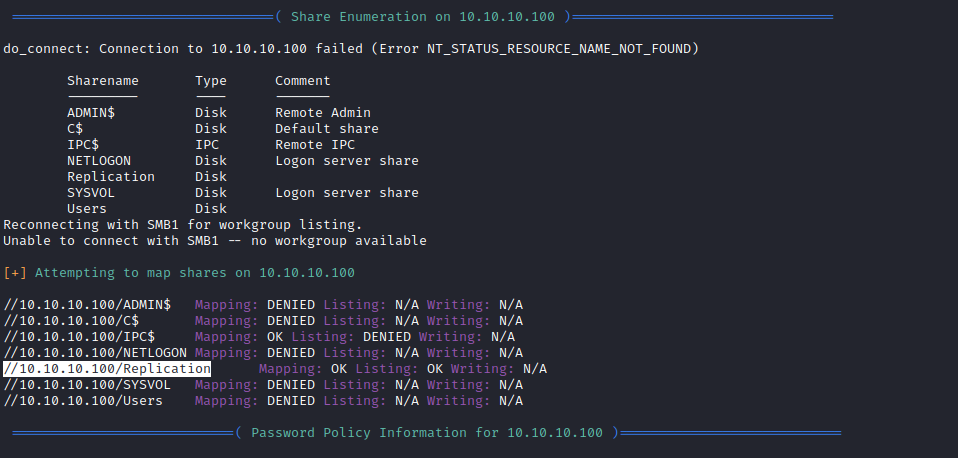 ( Share Enumeration on 10.10.10.100 )
do_connect: Connection to 10.10.10.100 failed (Error NT_STATUS_RESOURCE_NAME_NOT_FOUND)
Sharename Type Comment
--------- ---- -------
ADMIN$ Disk Remote Admin
C$ Disk Default share
IPC$ IPC Remote IPC
NETLOGON Disk Logon server share
Replication Disk
SYSVOL Disk Logon server share
Users Disk
Reconnecting with SMB1 for workgroup listing.
Unable to connect with SMB1 -- no workgroup available
[+] Attempting to map shares on 10.10.10.100
//10.10.10.100/ADMIN$ Mapping: DENIED Listing: N/A Writing: N/A
//10.10.10.100/C$ Mapping: DENIED Listing: N/A Writing: N/A
//10.10.10.100/IPC$ Mapping: OK Listing: DENIED Writing: N/A
//10.10.10.100/NETLOGON Mapping: DENIED Listing: N/A Writing: N/A
//10.10.10.100/Replication Mapping: OK Listing: OK Writing: N/A
//10.10.10.100/SYSVOL Mapping: DENIED Listing: N/A Writing: N/A
//10.10.10.100/Users Mapping: DENIED Listing: N/A Writing: N/A
( Password Policy Information for 10.10.10.100 )